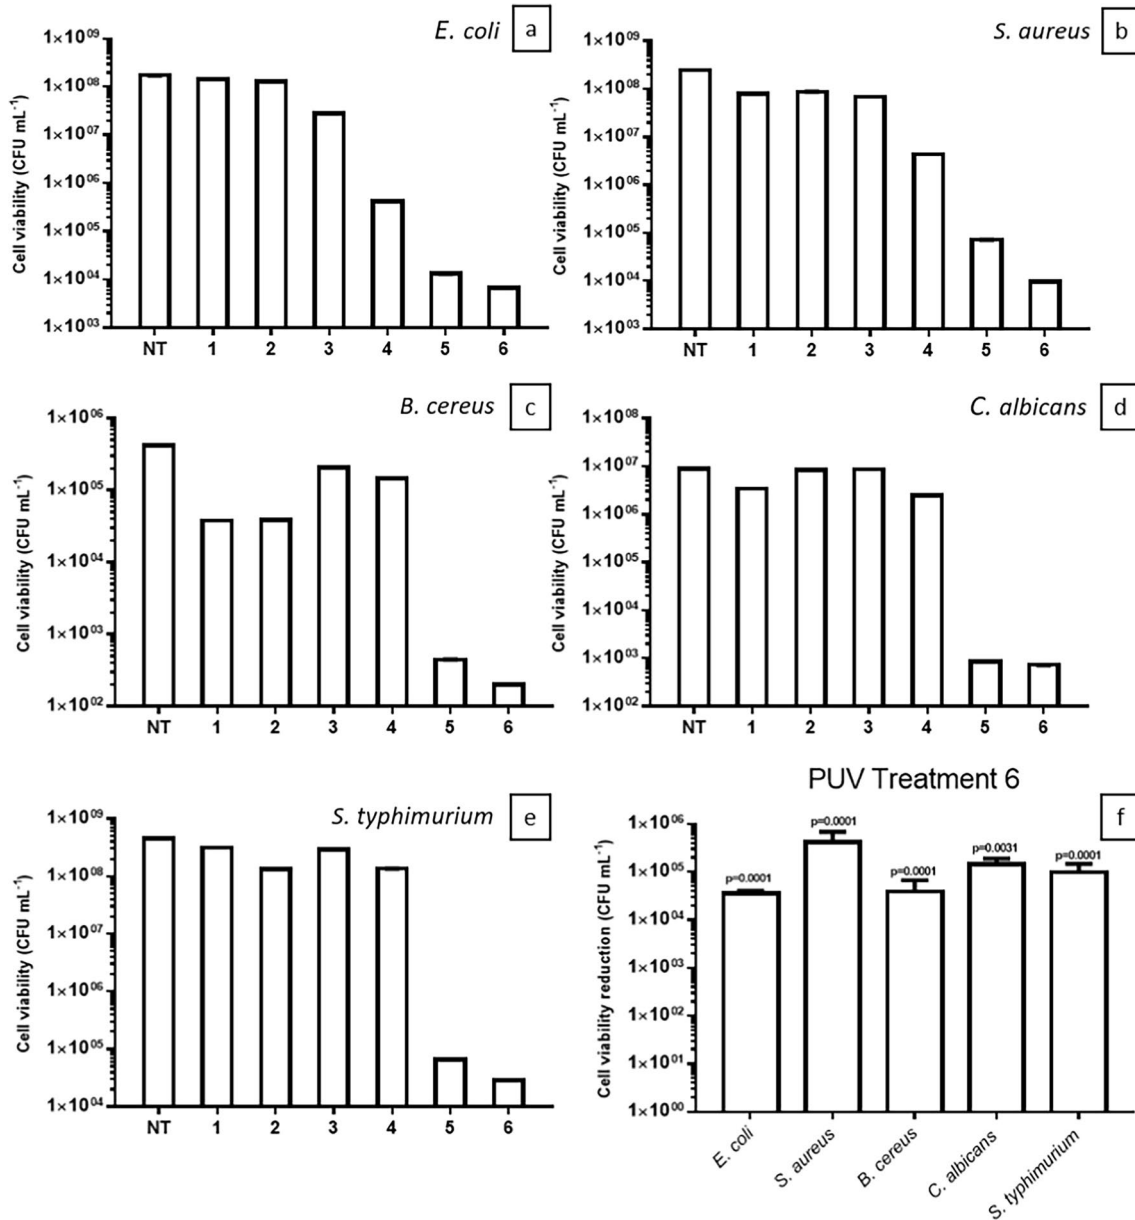 E. coli a
Cell viability (CFU mL-1)
1×10^09
1×10^08
1×10^07
1×10^06
1×10^05
1×10^04
1×10^03
NT 1 2 3 4 5 6
S. aureus b
Cell viability (CFU mL-1)
1×10^09
1×10^08
1×10^07
1×10^06
1×10^05
1×10^04
1×10^03
NT 1 2 3 4 5 6
B. cereus c
Cell viability (CFU mL-1)
1×10^06
1×10^05
1×10^04
1×10^03
1×10^02
NT 1 2 3 4 5 6
C. albicans d
Cell viability (CFU mL-1)
1×10^08
1×10^07
1×10^06
1×10^05
1×10^04
1×10^03
1×10^02
NT 1 2 3 4 5 6
S. typhimurium e
Cell viability (CFU mL-1)
1×10^09
1×10^08
1×10^07
1×10^06
1×10^05
1×10^04
NT 1 2 3 4 5 6
PUV Treatment 6
f
Cell viability reduction (CFU mL-1)
1×10^06
1×10^05
1×10^04
1×10^03
1×10^02
1×10^01
1×10^00
p=0.0001
p=0.0001
p=0.0001
p=0.0031
p=0.0001
E. coli
S. aureus
B. cereus
C. albicans
S. typhimurium